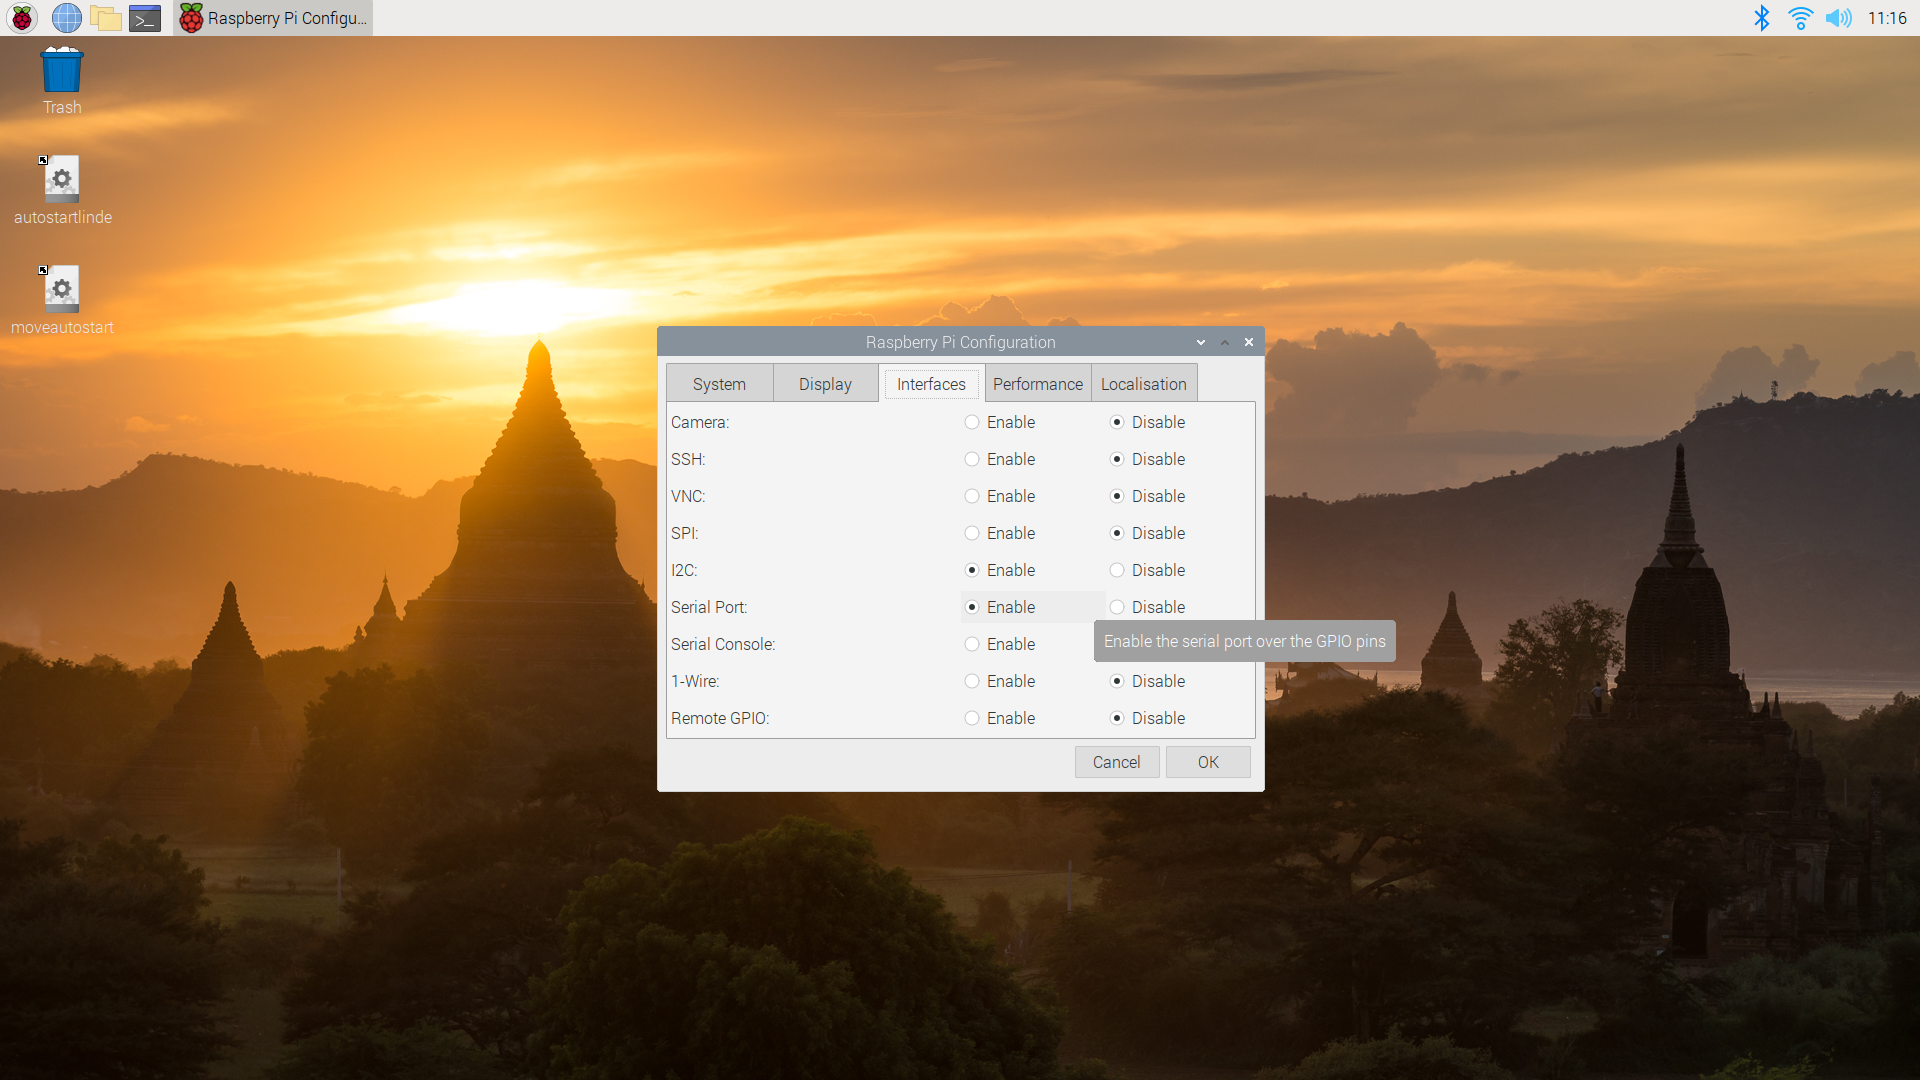 Raspberry Pi Configu...
11:16
Trash
autostartlinde
moveautostart
Raspberry Pi Configuration
System Display Interfaces Performance Localisation
Camera: Enable Disable
SSH: Enable Disable
VNC: Enable Disable
SPI: Enable Disable
I2C: Enable Disable
Serial Port: Enable Disable
Serial Console: Enable
Enable the serial port over the GPIO pins
1-Wire: Enable Disable
Remote GPIO: Enable Disable
Cancel OK